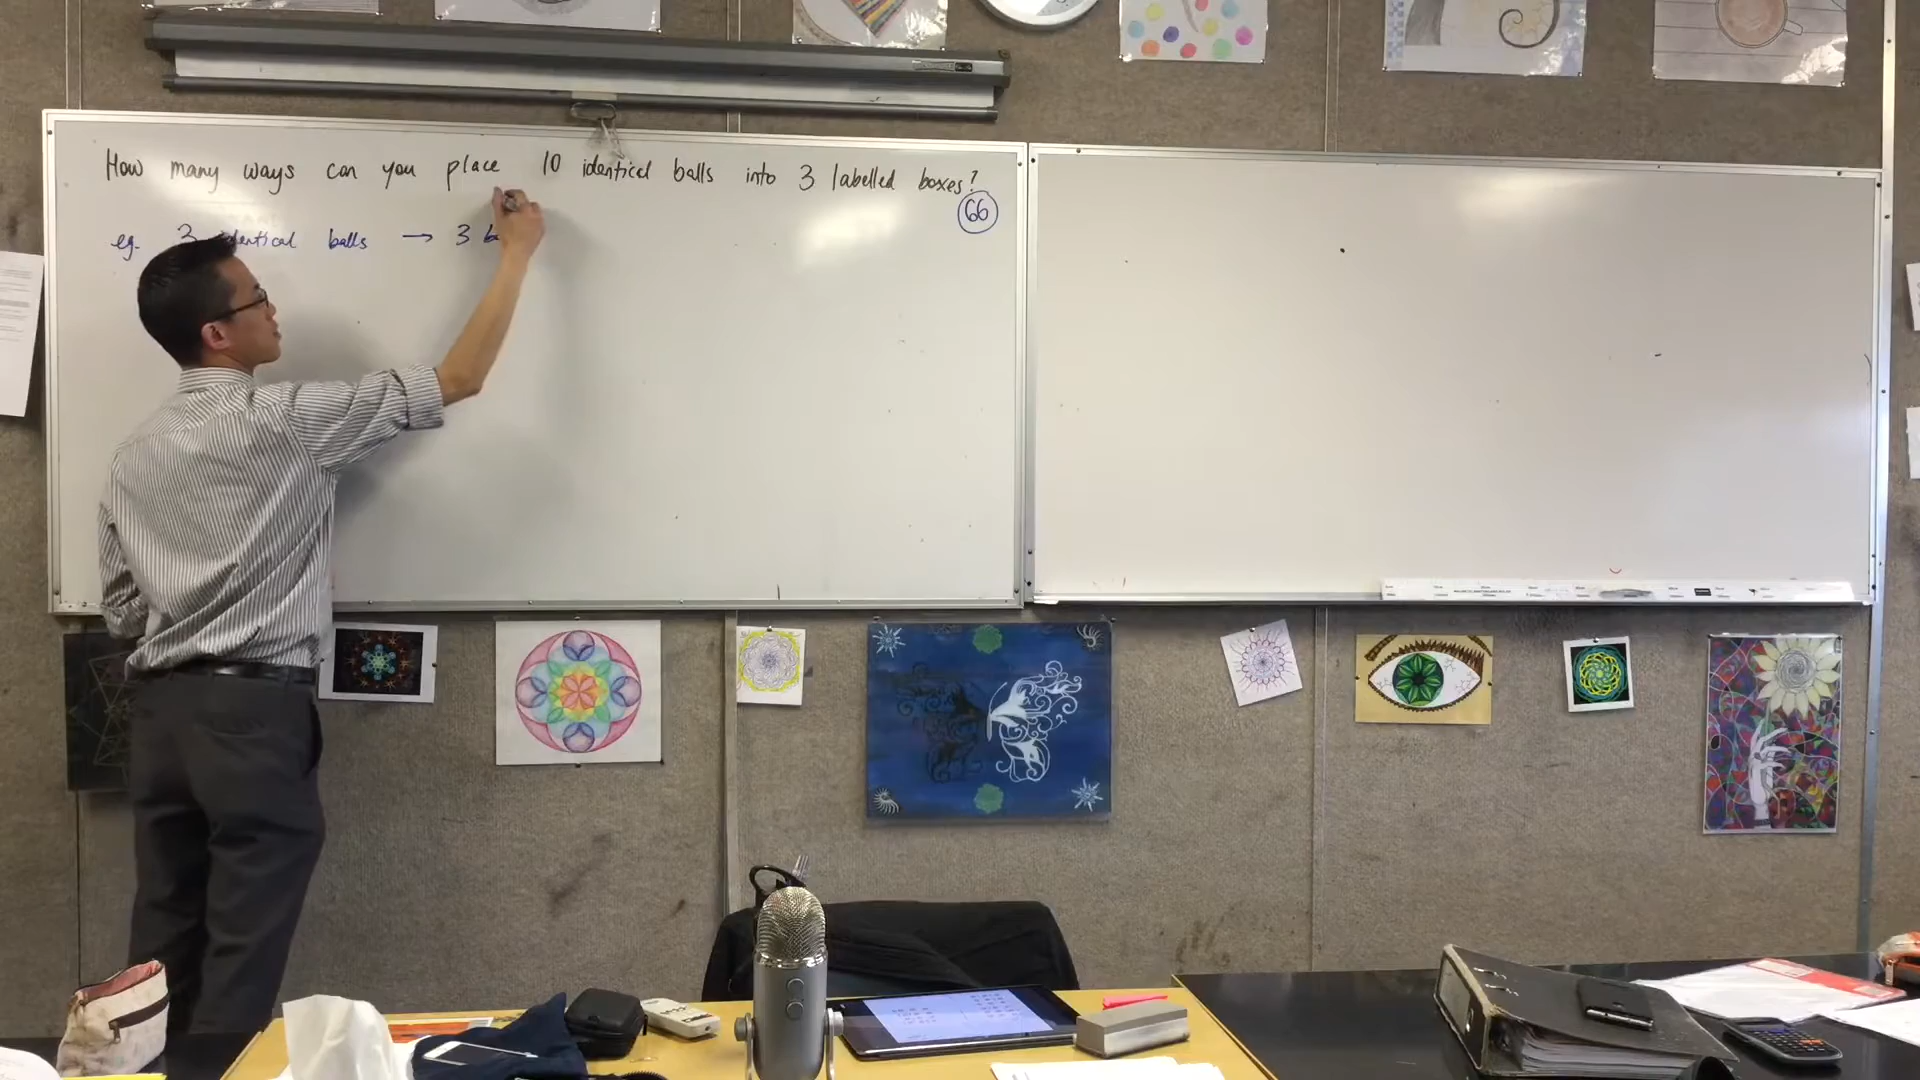 How many ways can you place 10 identical balls into 3 labelled boxes?
66
eg. 3 identical balls → 3 b